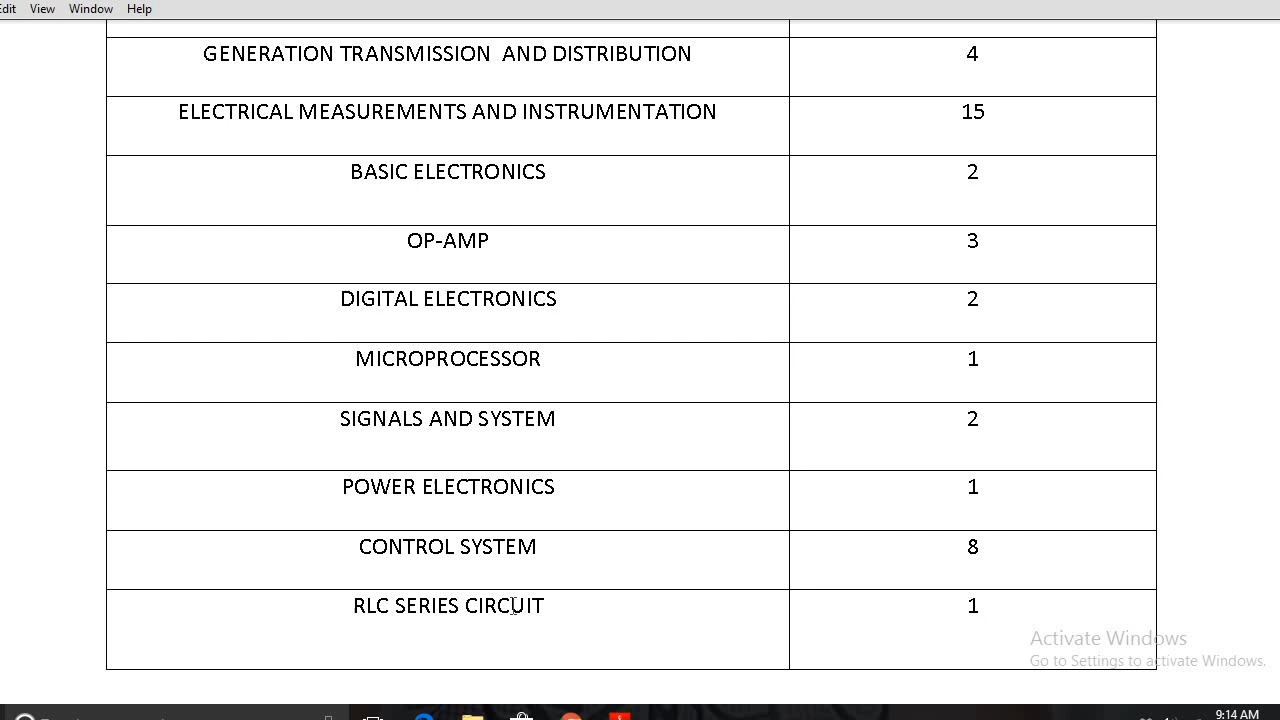 Edit View Window Help
GENERATION TRANSMISSION AND DISTRIBUTION 4
ELECTRICAL MEASUREMENTS AND INSTRUMENTATION 15
BASIC ELECTRONICS 2
OP-AMP 3
DIGITAL ELECTRONICS 2
MICROPROCESSOR 1
SIGNALS AND SYSTEM 2
POWER ELECTRONICS 1
CONTROL SYSTEM 8
RLC SERIES CIRCUIT 1
Activate Windows
Go to Settings to activate Windows.
9:14 AM